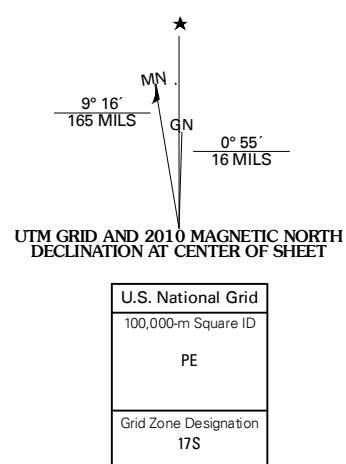 ★
MN
GN
9° 16´
165 MILS
0° 55´
16 MILS
UTM GRID AND 2010 MAGNETIC NORTH
DECLINATION AT CENTER OF SHEET
U.S. National Grid
100,000-m Square ID
PE
Grid Zone Designation
17S